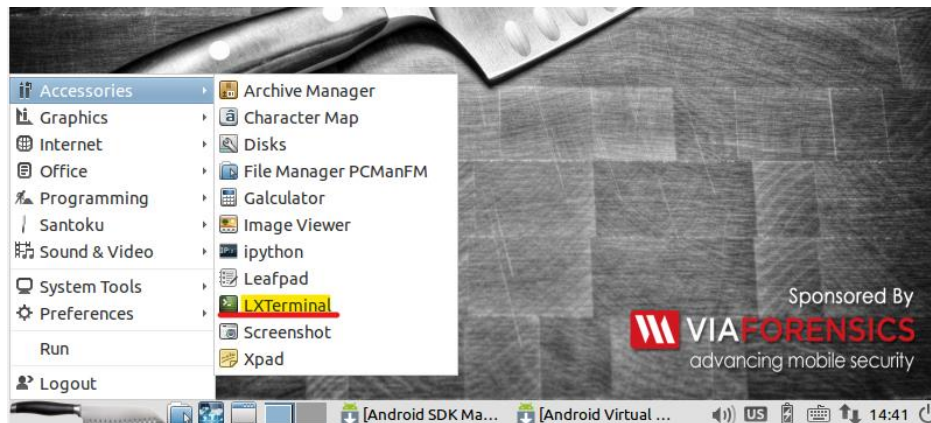 Accessories
Graphics
Internet
Office
Programming
Santoku
Sound & Video
System Tools
Preferences
Run
Logout
Archive Manager
Character Map
Disks
File Manager PCManFM
Galculator
Image Viewer
ipython
Leafpad
LXTerminal
Screenshot
Xpad
Sponsored By
VIAFORENSICS
advancing mobile security
[Android SDK Ma... [Android Virtual ... US 14:41